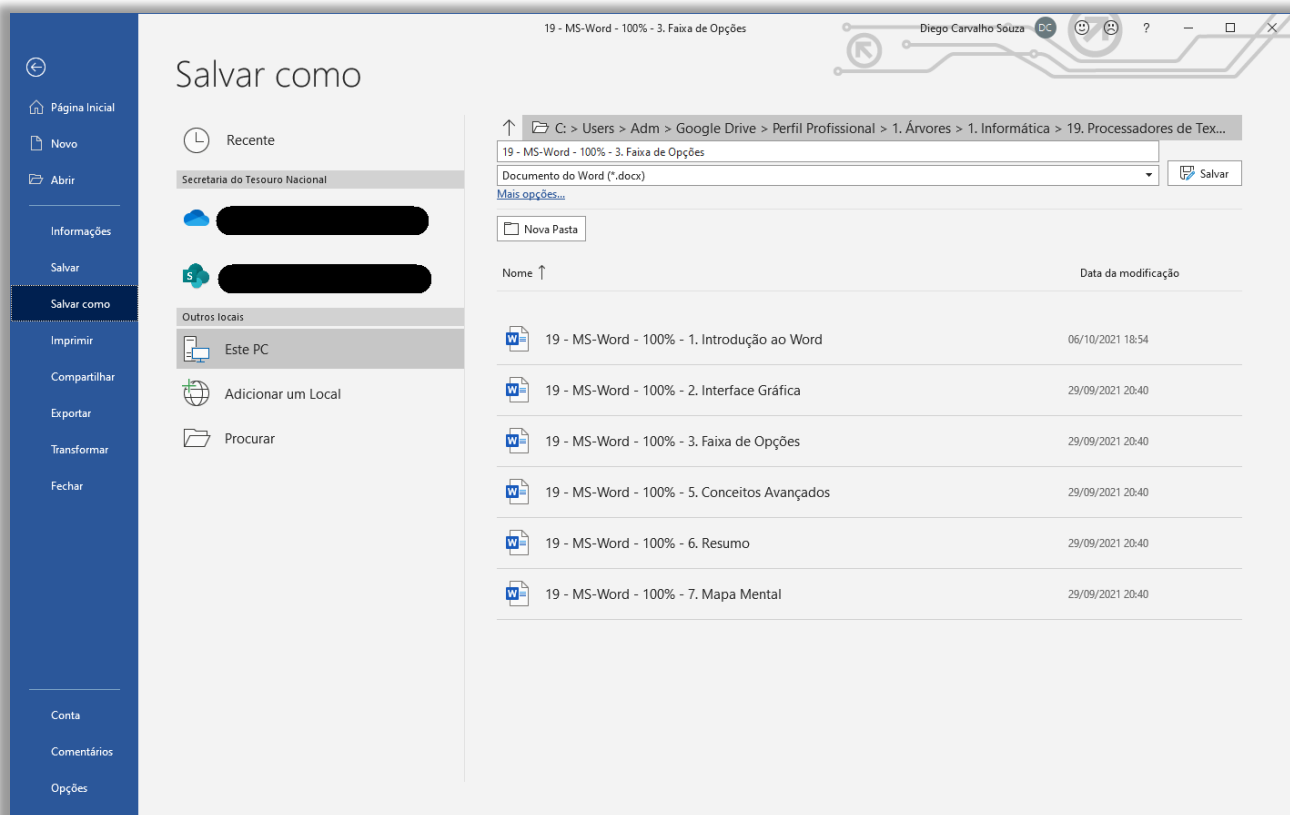 19 - MS-Word - 100% - 3. Faixa de Opções
Diego Carvalho Souza DC
?
Página Inicial
Novo
Abrir
Informações
Salvar
Salvar como
Imprimir
Compartilhar
Exportar
Transformar
Fechar
Conta
Comentários
Opções
Salvar como
Recente
Secretaria do Tesouro Nacional
S
Outros locais
Este PC
Adicionar um Local
Procurar
C: > Users > Adm > Google Drive > Perfil Profissional > 1. Árvores > 1. Informática > 19. Processadores de Tex...
19 - MS-Word - 100% - 3. Faixa de Opções
Documento do Word (*.docx)
Salvar
Mais opções...
Nova Pasta
Nome ↑ Data da modificação
W 19 - MS-Word - 100% - 1. Introdução ao Word 06/10/2021 18:54
W 19 - MS-Word - 100% - 2. Interface Gráfica 29/09/2021 20:40
W 19 - MS-Word - 100% - 3. Faixa de Opções 29/09/2021 20:40
W 19 - MS-Word - 100% - 5. Conceitos Avançados 29/09/2021 20:40
W 19 - MS-Word - 100% - 6. Resumo 29/09/2021 20:40
W 19 - MS-Word - 100% - 7. Mapa Mental 29/09/2021 20:40